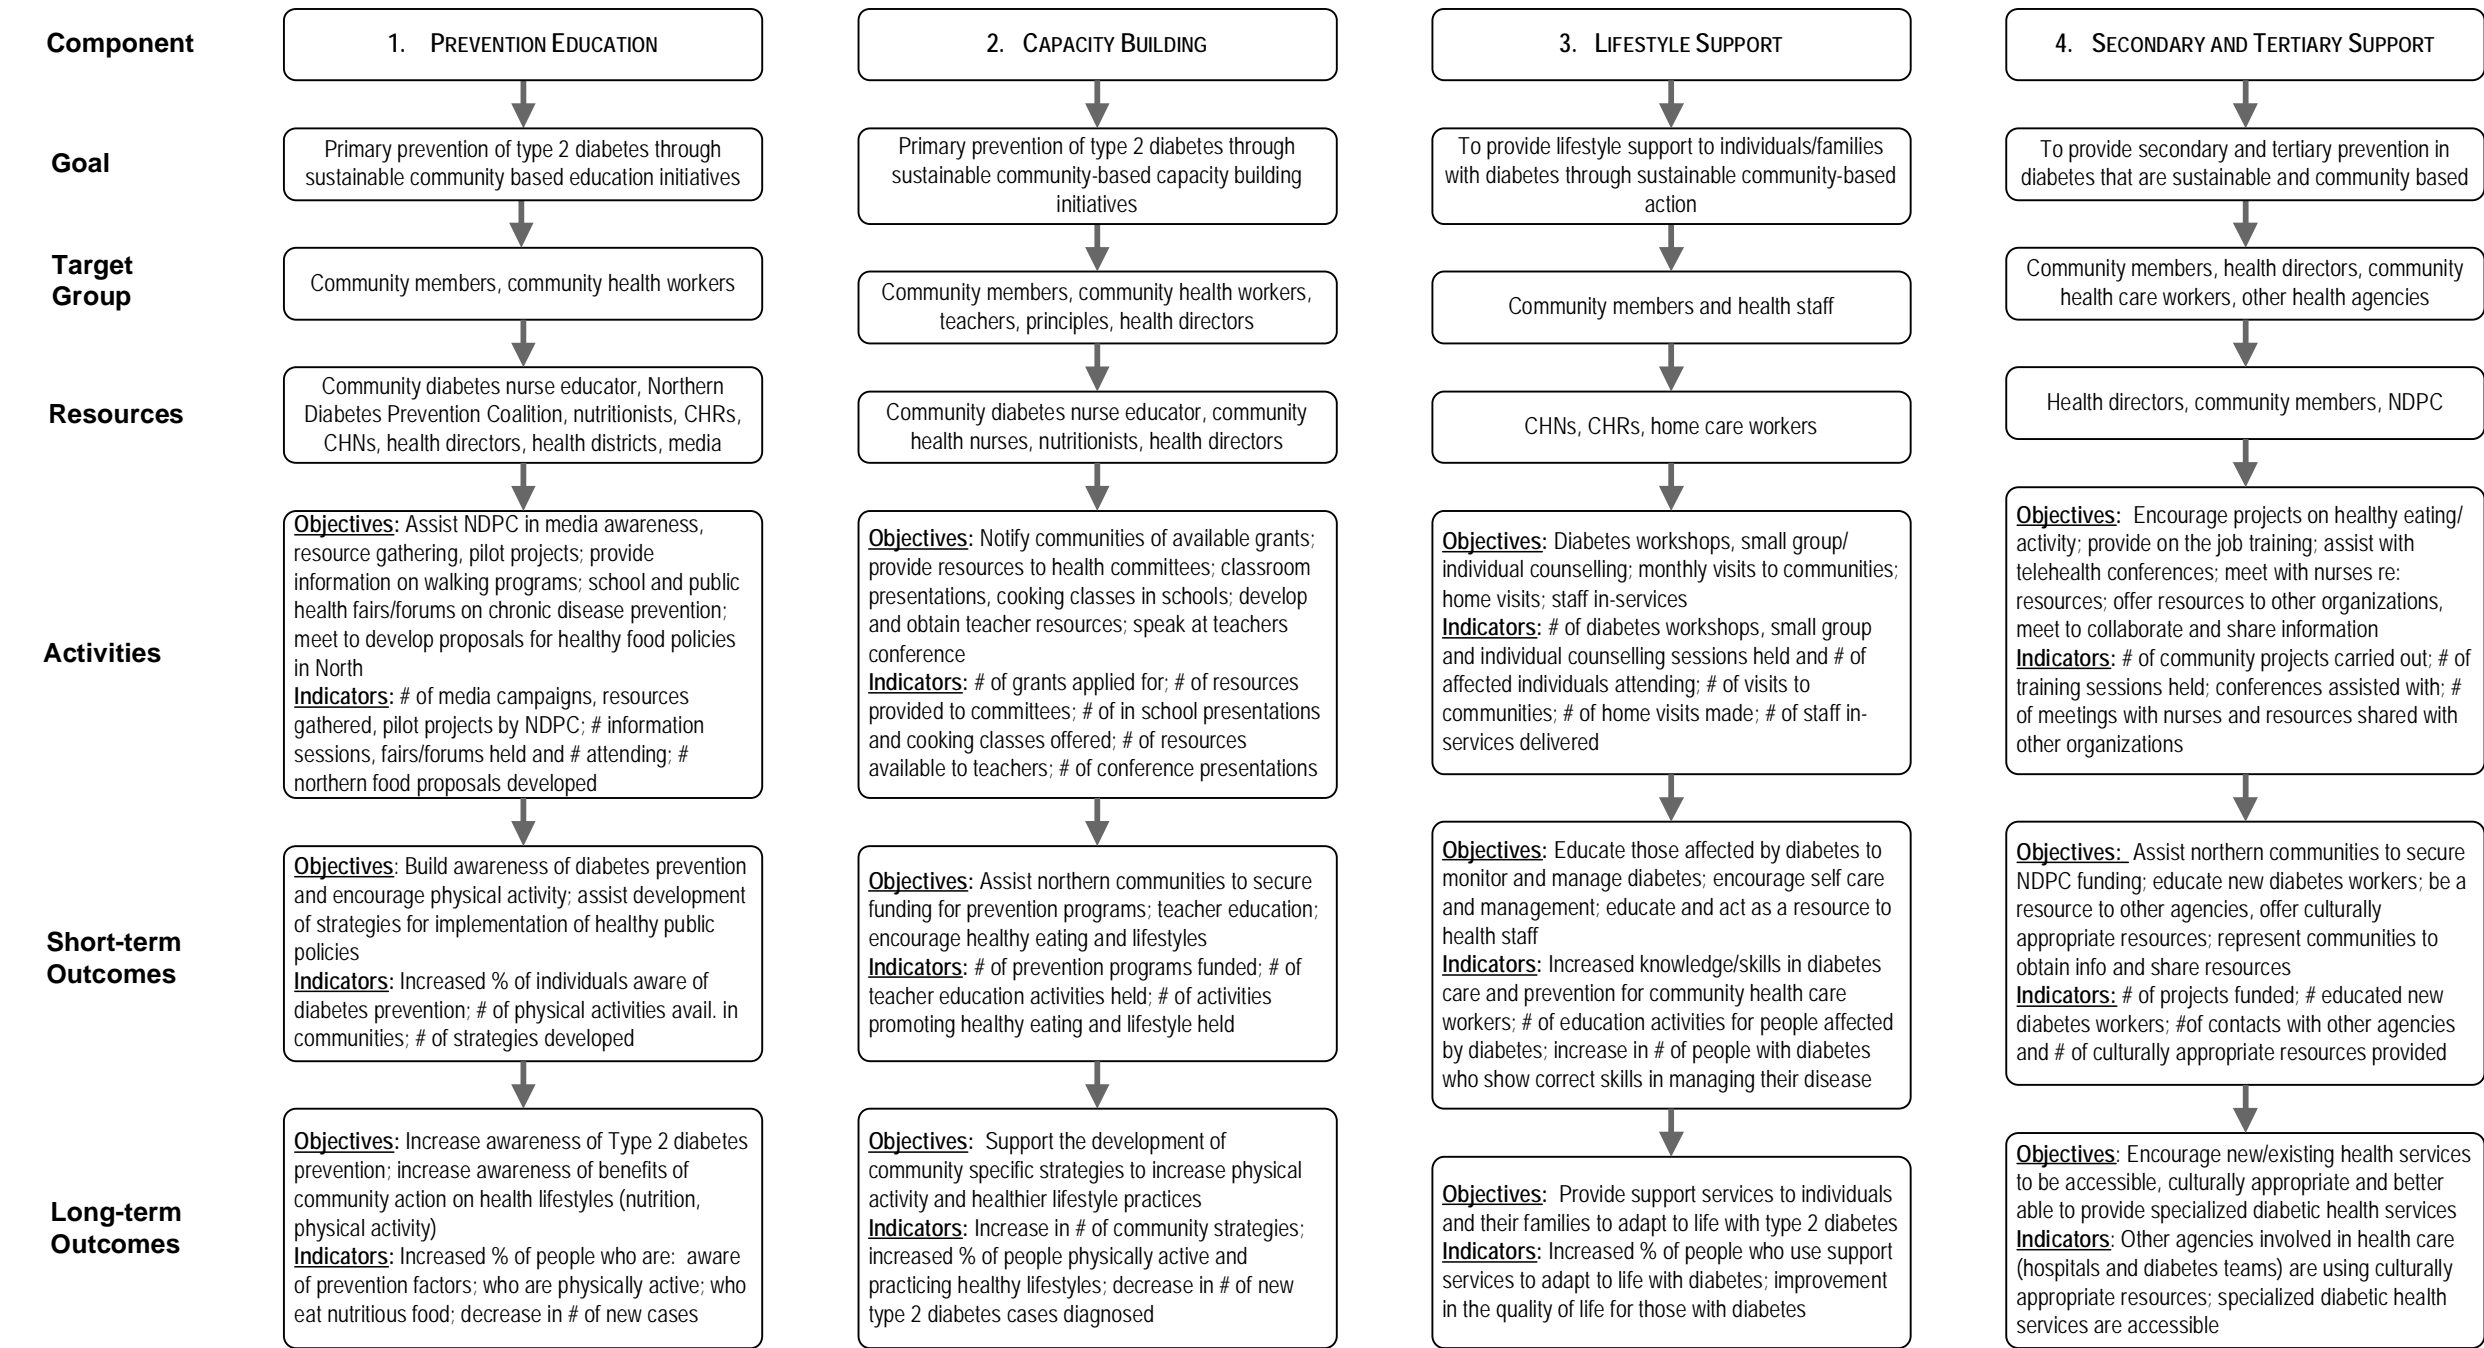 Component
1. PREVENTION EDUCATION
2. CAPACITY BUILDING
3. LIFESTYLE SUPPORT
4. SECONDARY AND TERTIARY SUPPORT
Goal
Primary prevention of type 2 diabetes through
sustainable community based education initiatives
Primary prevention of type 2 diabetes through
sustainable community-based capacity building
initiatives
To provide lifestyle support to individuals/families
with diabetes through sustainable community-based
action
To provide secondary and tertiary prevention in
diabetes that are sustainable and community based
Target
Group
Community members, community health workers
Community members, community health workers,
teachers, principles, health directors
Community members and health staff
Community members, health directors, community
health care workers, other health agencies
Resources
Community diabetes nurse educator, Northern
Diabetes Prevention Coalition, nutritionists, CHRs,
CHNs, health directors, health districts, media
Community diabetes nurse educator, community
health nurses, nutritionists, health directors
CHNs, CHRs, home care workers
Health directors, community members, NDPC
Activities
Objectives: Assist NDPC in media awareness,
resource gathering, pilot projects; provide
information on walking programs; school and public
health fairs/forums on chronic disease prevention;
meet to develop proposals for healthy food policies
in North
Indicators: # of media campaigns, resources
gathered, pilot projects by NDPC; # information
sessions, fairs/forums held and # attending; #
northern food proposals developed
Objectives: Notify communities of available grants;
provide resources to health committees; classroom
presentations, cooking classes in schools; develop
and obtain teacher resources; speak at teachers
conference
Indicators: # of grants applied for; # of resources
provided to committees; # of in school presentations
and cooking classes offered; # of resources
available to teachers; # of conference presentations
Objectives: Diabetes workshops, small group/
individual counselling; monthly visits to communities;
home visits; staff in-services
Indicators: # of diabetes workshops, small group
and individual counselling sessions held and # of
affected individuals attending; # of visits to
communities; # of home visits made; # of staff in-
services delivered
Objectives: Encourage projects on healthy eating/
activity; provide on the job training; assist with
telehealth conferences; meet with nurses re:
resources; offer resources to other organizations,
meet to collaborate and share information
Indicators: # of community projects carried out; # of
training sessions held; conferences assisted with; #
of meetings with nurses and resources shared with
other organizations
Short-term
Outcomes
Objectives: Build awareness of diabetes prevention
and encourage physical activity; assist development
of strategies for implementation of healthy public
policies
Indicators: Increased % of individuals aware of
diabetes prevention; # of physical activities avail. in
communities; # of strategies developed
Objectives: Assist northern communities to secure
funding for prevention programs; teacher education;
encourage healthy eating and lifestyles
Indicators: # of prevention programs funded; # of
teacher education activities held; # of activities
promoting healthy eating and lifestyle held
Objectives: Educate those affected by diabetes to
monitor and manage diabetes; encourage self care
and management; educate and act as a resource to
health staff
Indicators: Increased knowledge/skills in diabetes
care and prevention for community health care
workers; # of education activities for people affected
by diabetes; increase in # of people with diabetes
who show correct skills in managing their disease
Objectives: Assist northern communities to secure
NDPC funding; educate new diabetes workers; be a
resource to other agencies, offer culturally
appropriate resources; represent communities to
obtain info and share resources
Indicators: # of projects funded; # educated new
diabetes workers; #of contacts with other agencies
and # of culturally appropriate resources provided
Long-term
Outcomes
Objectives: Increase awareness of Type 2 diabetes
prevention; increase awareness of benefits of
community action on health lifestyles (nutrition,
physical activity)
Indicators: Increased % of people who are: aware
of prevention factors; who are physically active; who
eat nutritious food; decrease in # of new cases
Objectives: Support the development of
community specific strategies to increase physical
activity and healthier lifestyle practices
Indicators: Increase in # of community strategies;
increased % of people physically active and
practicing healthy lifestyles; decrease in # of new
type 2 diabetes cases diagnosed
Objectives: Provide support services to individuals
and their families to adapt to life with type 2 diabetes
Indicators: Increased % of people who use support
services to adapt to life with diabetes; improvement
in the quality of life for those with diabetes
Objectives: Encourage new/existing health services
to be accessible, culturally appropriate and better
able to provide specialized diabetic health services
Indicators: Other agencies involved in health care
(hospitals and diabetes teams) are using culturally
appropriate resources; specialized diabetic health
services are accessible